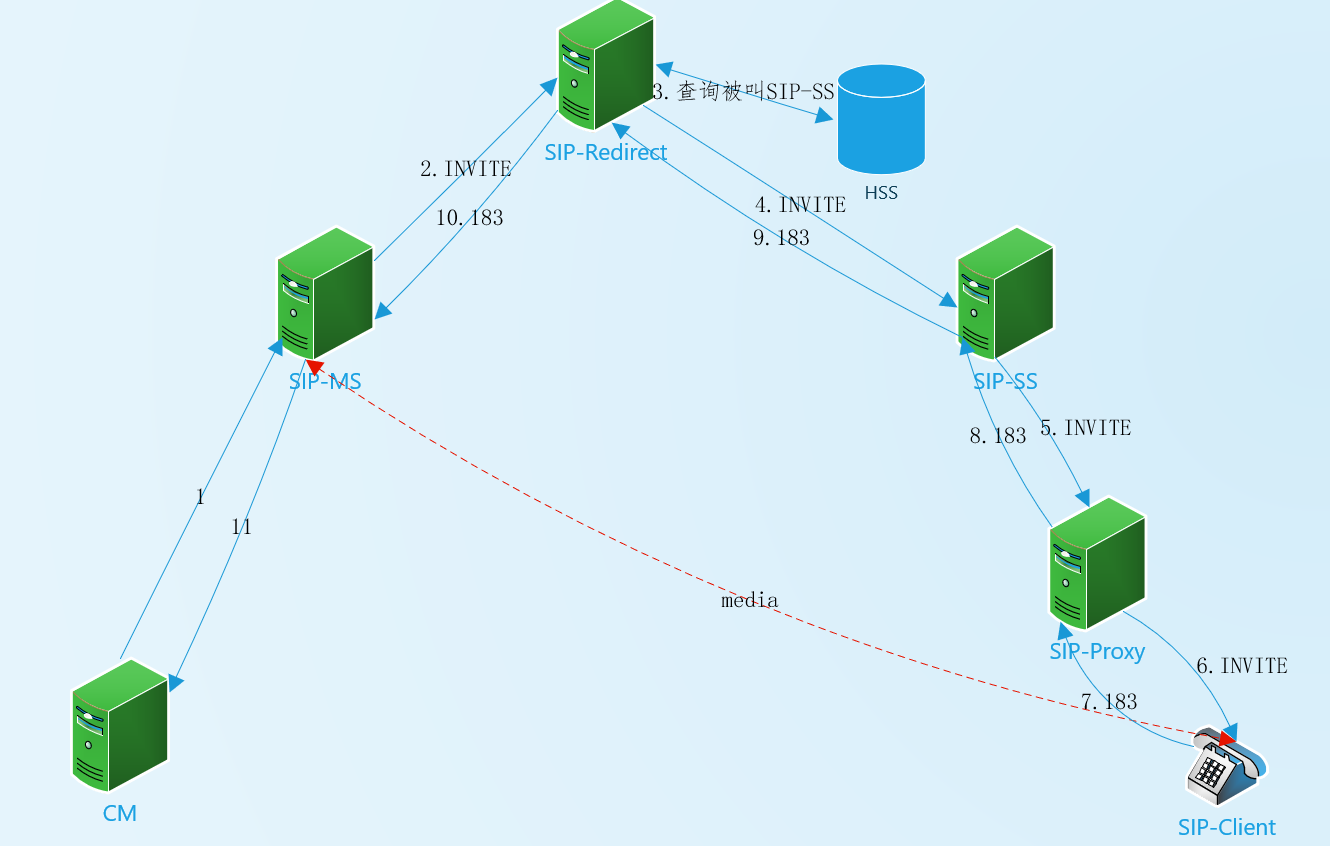 3.查询被叫SIP-SS
SIP-Redirect
2.INVITE
HSS
4.INVITE
10.183
9.183
SIP-MS
SIP-SS
5.INVITE
8.183
1
11
media
SIP-Proxy
6.INVITE
7.183
CM
SIP-Client